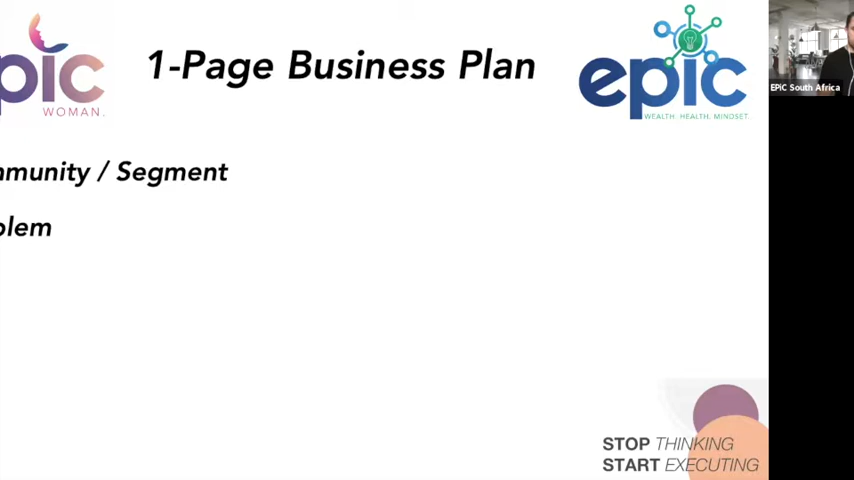 epic
WOMAN.
1-Page Business Plan
epic
WEALTH. HEALTH. MINDSET.
EPiC South Africa
mmunity / Segment
blem
STOP THINKING
START EXECUTING